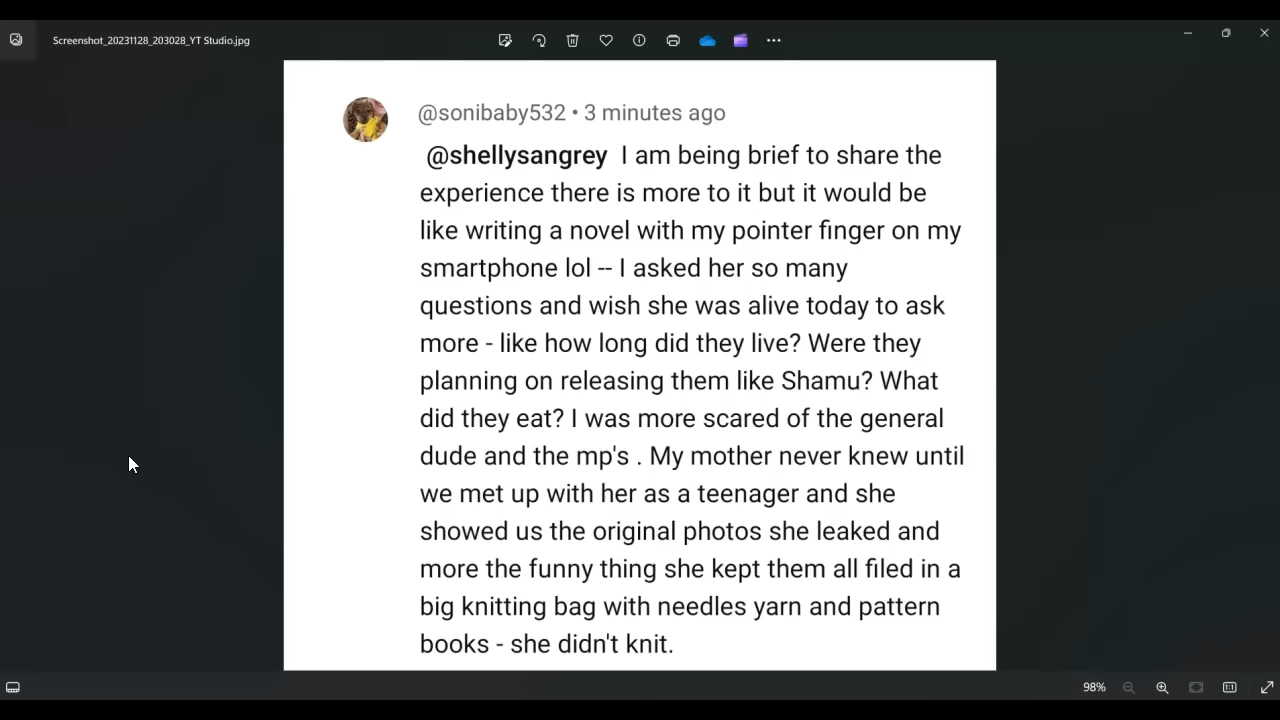 Screenshot_20231128_203028_YT Studio.jpg
@sonibaby532 • 3 minutes ago
@shellysangrey I am being brief to share the
experience there is more to it but it would be
like writing a novel with my pointer finger on my
smartphone lol -- I asked her so many
questions and wish she was alive today to ask
more - like how long did they live? Were they
planning on releasing them like Shamu? What
did they eat? I was more scared of the general
dude and the mp's . My mother never knew until
we met up with her as a teenager and she
showed us the original photos she leaked and
more the funny thing she kept them all filed in a
big knitting bag with needles yarn and pattern
books - she didn't knit.
98%
1:1